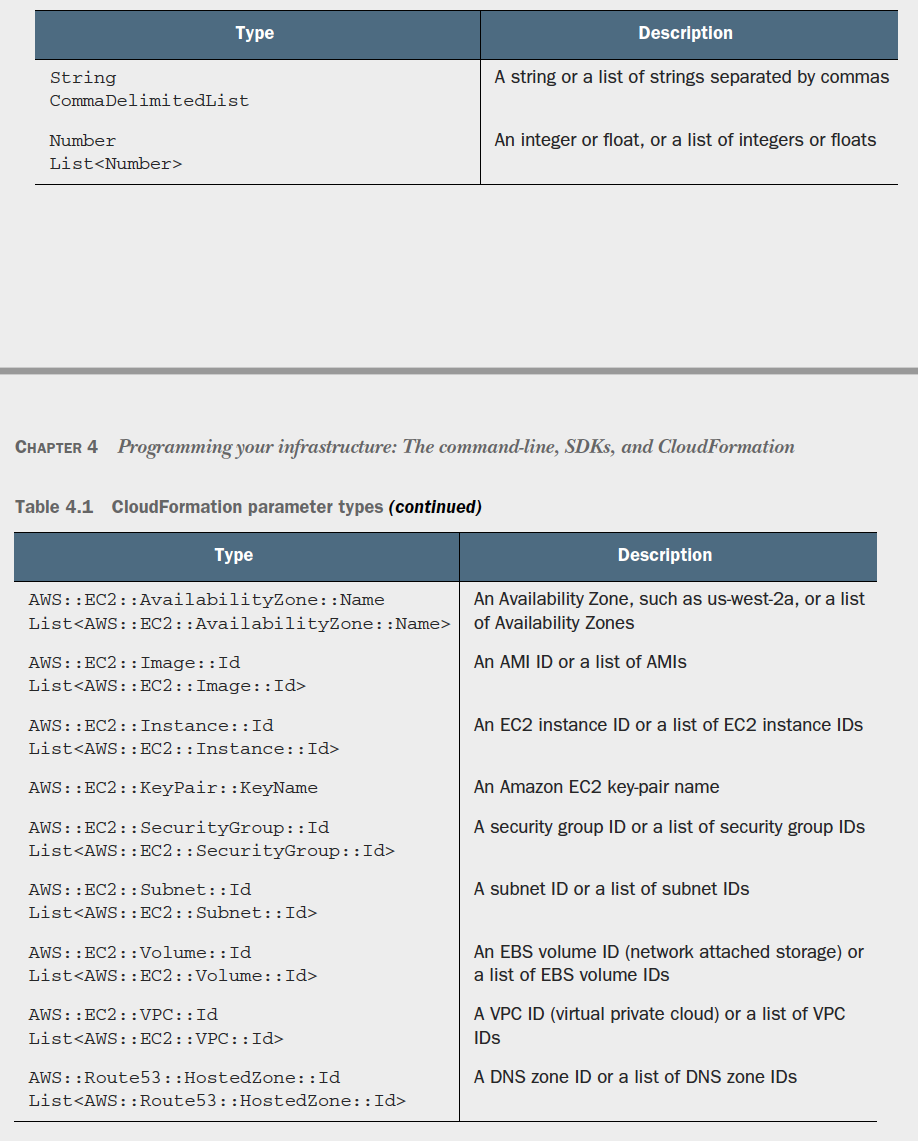 Type Description
String A string or a list of strings separated by commas
CommaDelimitedList
Number An integer or float, or a list of integers or floats
List<Number>
CHAPTER 4 Programming your infrastructure: The command-line, SDKs, and CloudFormation
Table 4.1 CloudFormation parameter types (continued)
Type Description
AWS::EC2::AvailabilityZone::Name An Availability Zone, such as us-west-2a, or a list
List<AWS::EC2::AvailabilityZone::Name> of Availability Zones
AWS::EC2::Image::Id An AMI ID or a list of AMIs
List<AWS::EC2::Image::Id>
AWS::EC2::Instance::Id An EC2 instance ID or a list of EC2 instance IDs
List<AWS::EC2::Instance::Id>
AWS::EC2::KeyPair::KeyName An Amazon EC2 key-pair name
AWS::EC2::SecurityGroup::Id A security group ID or a list of security group IDs
List<AWS::EC2::SecurityGroup::Id>
AWS::EC2::Subnet::Id A subnet ID or a list of subnet IDs
List<AWS::EC2::Subnet::Id>
AWS::EC2::Volume::Id An EBS volume ID (network attached storage) or
List<AWS::EC2::Volume::Id> a list of EBS volume IDs
AWS::EC2::VPC::Id A VPC ID (virtual private cloud) or a list of VPC
List<AWS::EC2::VPC::Id> IDs
AWS::Route53::HostedZone::Id A DNS zone ID or a list of DNS zone IDs
List<AWS::Route53::HostedZone::Id>